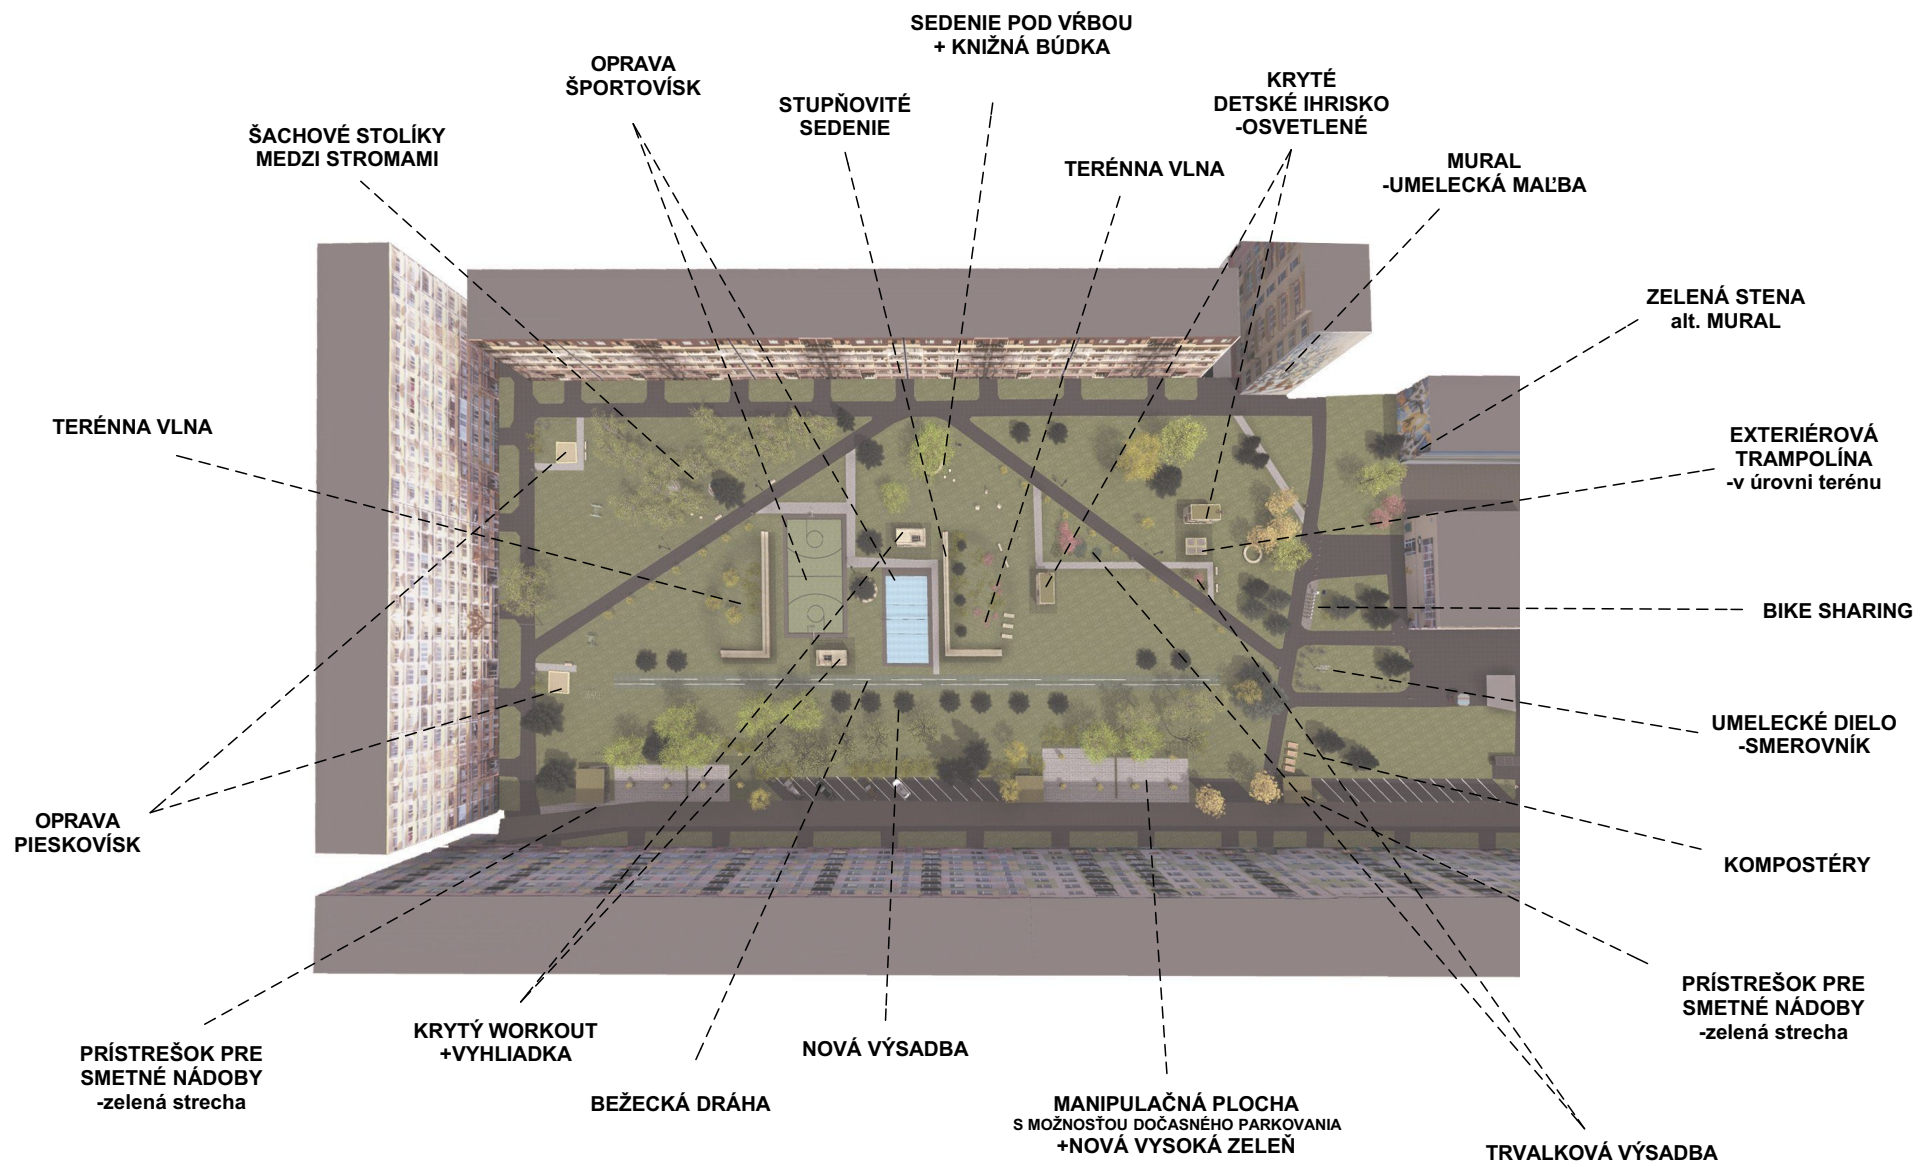 SEDENIE POD VŔBOU
+ KNIŽNÁ BÚDKA
OPRAVA
ŠPORTOVÍSK
KRYTÉ
DETSKÉ IHRISKO
-OSVETLENÉ
STUPŇOVITÉ
SEDENIE
ŠACHOVÉ STOLÍKY
MEDZI STROMAMI
TERÉNNA VLNA
MURAL
-UMELECKÁ MAĽBA
ZELENÁ STENA
alt. MURAL
TERÉNNA VLNA
EXTERIÉROVÁ
TRAMPOLÍNA
-v úrovni terénu
BIKE SHARING
UMELECKÉ DIELO
-SMEROVNÍK
OPRAVA
PIESKOVÍSK
KOMPOSTÉRY
PRÍSTREŠOK PRE
SMETNÉ NÁDOBY
-zelená strecha
KRYTÝ WORKOUT
+VYHLIADKA
NOVÁ VÝSADBA
PRÍSTREŠOK PRE
SMETNÉ NÁDOBY
-zelená strecha
BEŽECKÁ DRÁHA
MANIPULAČNÁ PLOCHA
S MOŽNOSŤOU DOČASNÉHO PARKOVANIA
+NOVÁ VYSOKÁ ZELEŇ
TRVALKOVÁ VÝSADBA